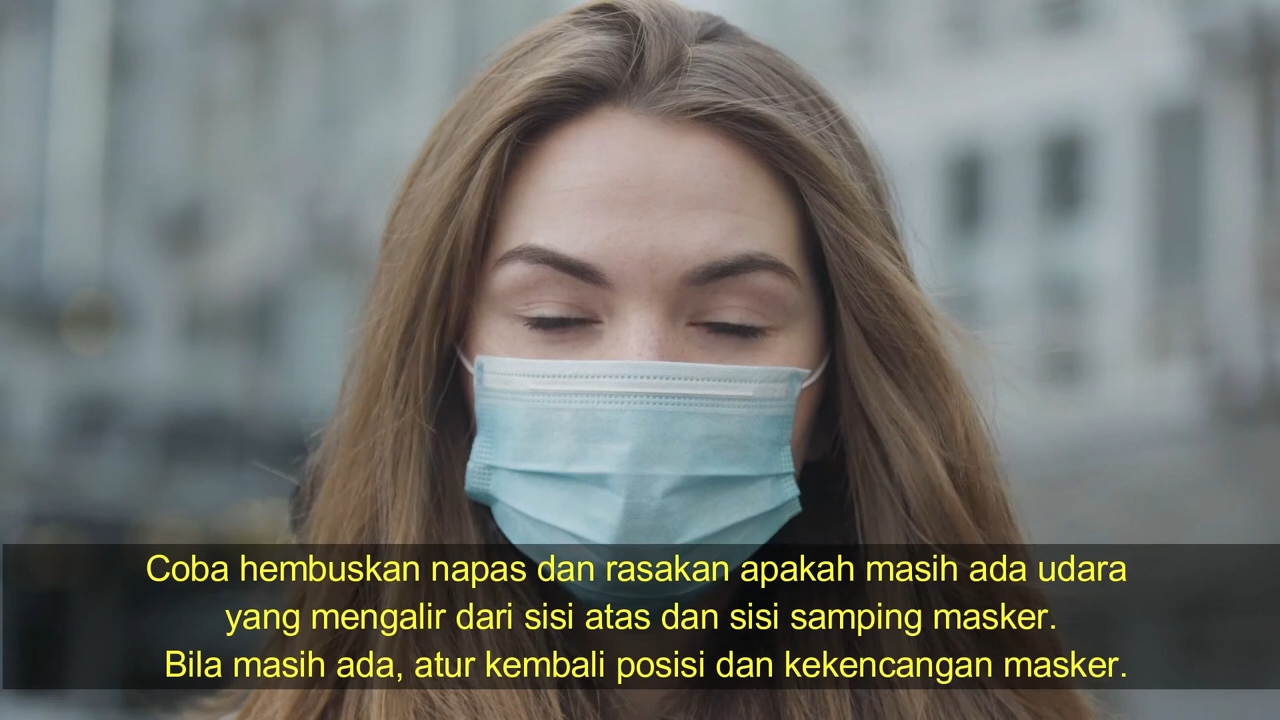 Coba hembuskan napas dan rasakan apakah masih ada udara
yang mengalir dari sisi atas dan sisi samping masker.
Bila masih ada, atur kembali posisi dan kekencangan masker.